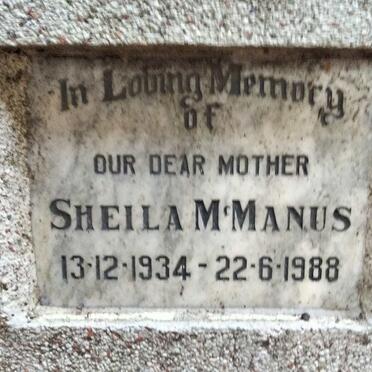 In Loving Memory
of
OUR DEAR MOTHER
SHEILA McMANUS
13·12·1934 - 22·6·1988